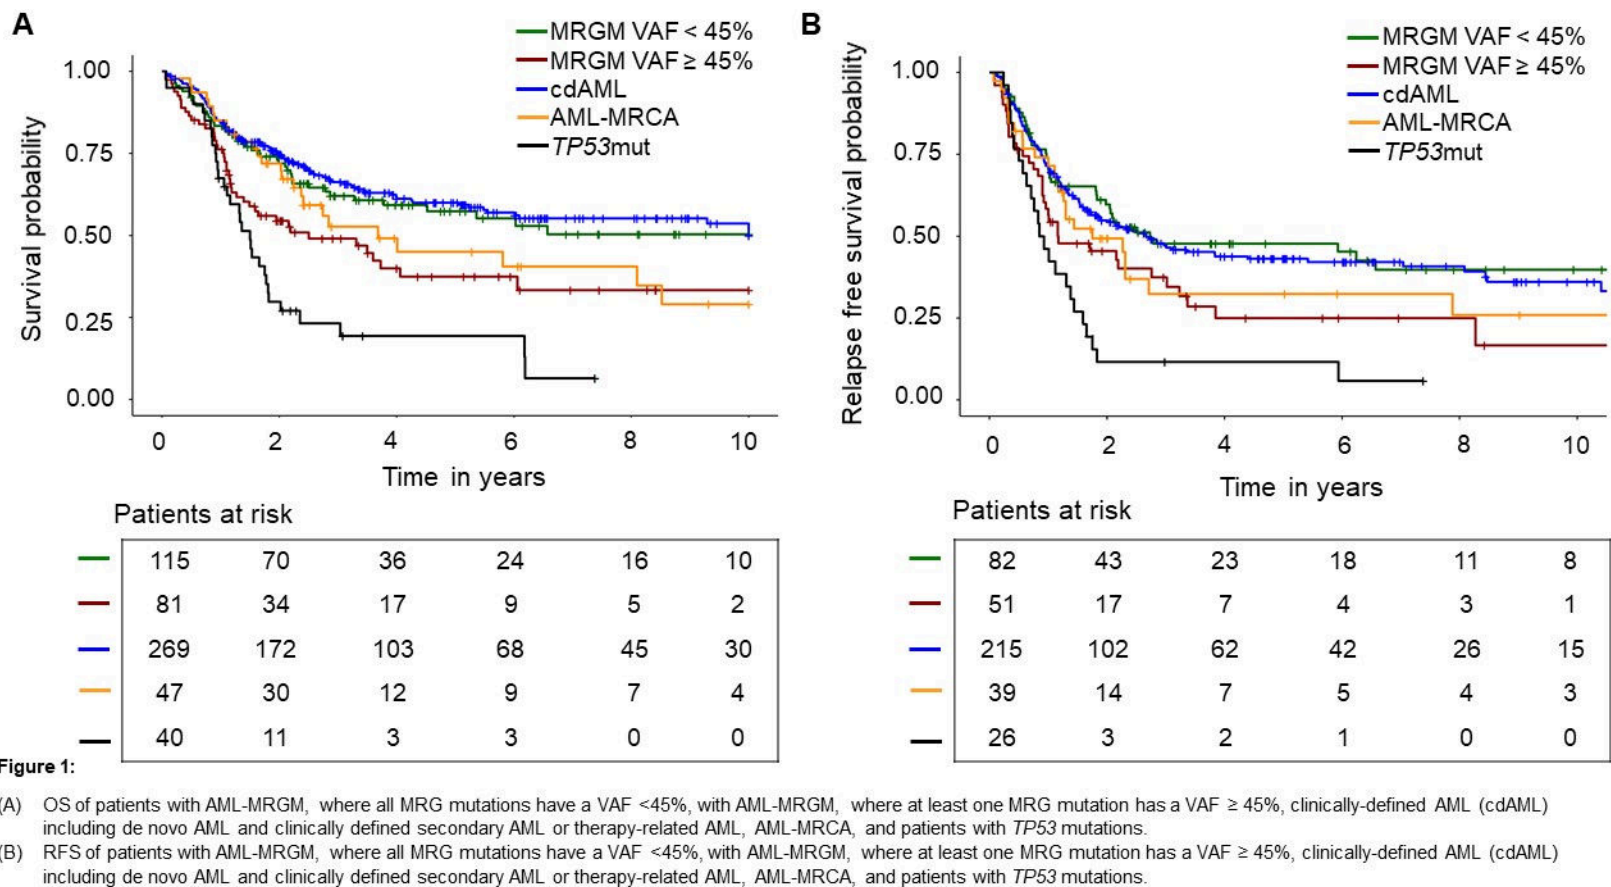 A
MRGM VAF < 45%
MRGM VAF ≥ 45%
cdAML
AML-MRCA
TP53mut
Survival probability
1.00
0.75
0.50
0.25
0.00
0 2 4 6 8 10
Time in years
Patients at risk
115 70 36 24 16 10
81 34 17 9 5 2
269 172 103 68 45 30
47 30 12 9 7 4
40 11 3 3 0 0
B
MRGM VAF < 45%
MRGM VAF ≥ 45%
cdAML
AML-MRCA
TP53mut
Relapse free survival probability
1.00
0.75
0.50
0.25
0.00
0 2 4 6 8 10
Time in years
Patients at risk
82 43 23 18 11 8
51 17 7 4 3 1
215 102 62 42 26 15
39 14 7 5 4 3
26 3 2 1 0 0
Figure 1:
(A) OS of patients with AML-MRGM, where all MRG mutations have a VAF <45%, with AML-MRGM, where at least one MRG mutation has a VAF ≥ 45%, clinically-defined AML (cdAML)
including de novo AML and clinically defined secondary AML or therapy-related AML, AML-MRCA, and patients with TP53 mutations.
(B) RFS of patients with AML-MRGM, where all MRG mutations have a VAF <45%, with AML-MRGM, where at least one MRG mutation has a VAF ≥ 45%, clinically-defined AML (cdAML)
including de novo AML and clinically defined secondary AML or therapy-related AML, AML-MRCA, and patients with TP53 mutations.